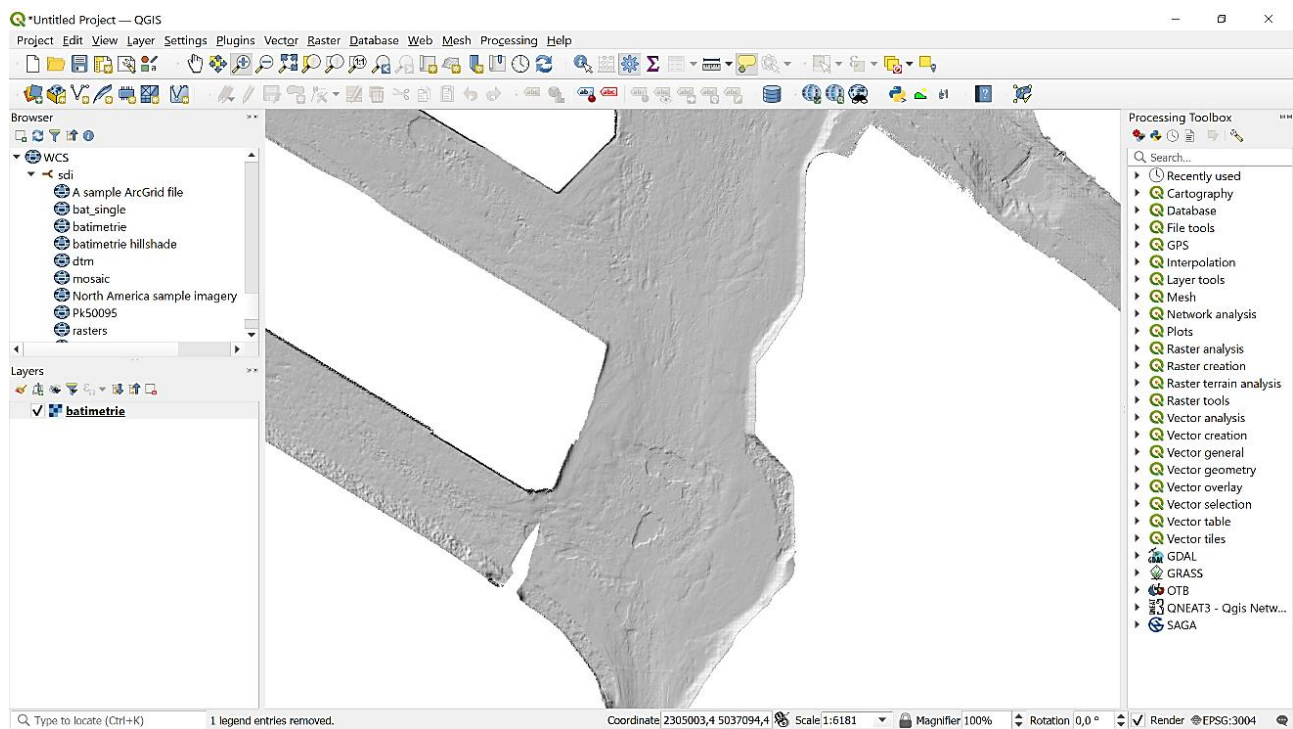 *Untitled Project — QGIS
Project Edit View Layer Settings Plugins Vector Raster Database Web Mesh Processing Help
Browser
WCS
sdi
A sample ArcGrid file
bat_single
batimetrie
batimetrie hillshade
dtm
mosaic
North America sample imagery
Pk50095
rasters
Layers
batimetrie
Processing Toolbox
Search...
Recently used
Cartography
Database
File tools
GPS
Interpolation
Layer tools
Mesh
Network analysis
Plots
Raster analysis
Raster creation
Raster terrain analysis
Raster tools
Vector analysis
Vector creation
Vector general
Vector geometry
Vector overlay
Vector selection
Vector table
Vector tiles
GDAL
GRASS
OTB
QNEAT3 - Qgis Netw...
SAGA
Type to locate (Ctrl+K) 1 legend entries removed. Coordinate 2305003,4 5037094,4 Scale 1:6181 Magnifier 100% Rotation 0,0 ° Render EPSG:3004